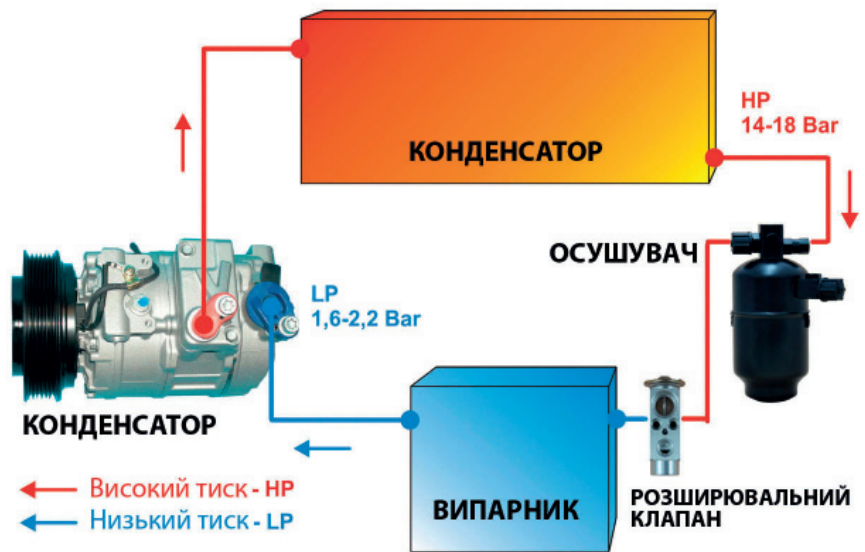 HP
14-18 Bar
КОНДЕНСАТОР
ОСУШУВАЧ
LP
1,6-2,2 Bar
КОНДЕНСАТОР
Високий тиск - HP
Низький тиск - LP
ВИПАРНИК
РОЗШИРЮВАЛЬНИЙ
КЛАПАН